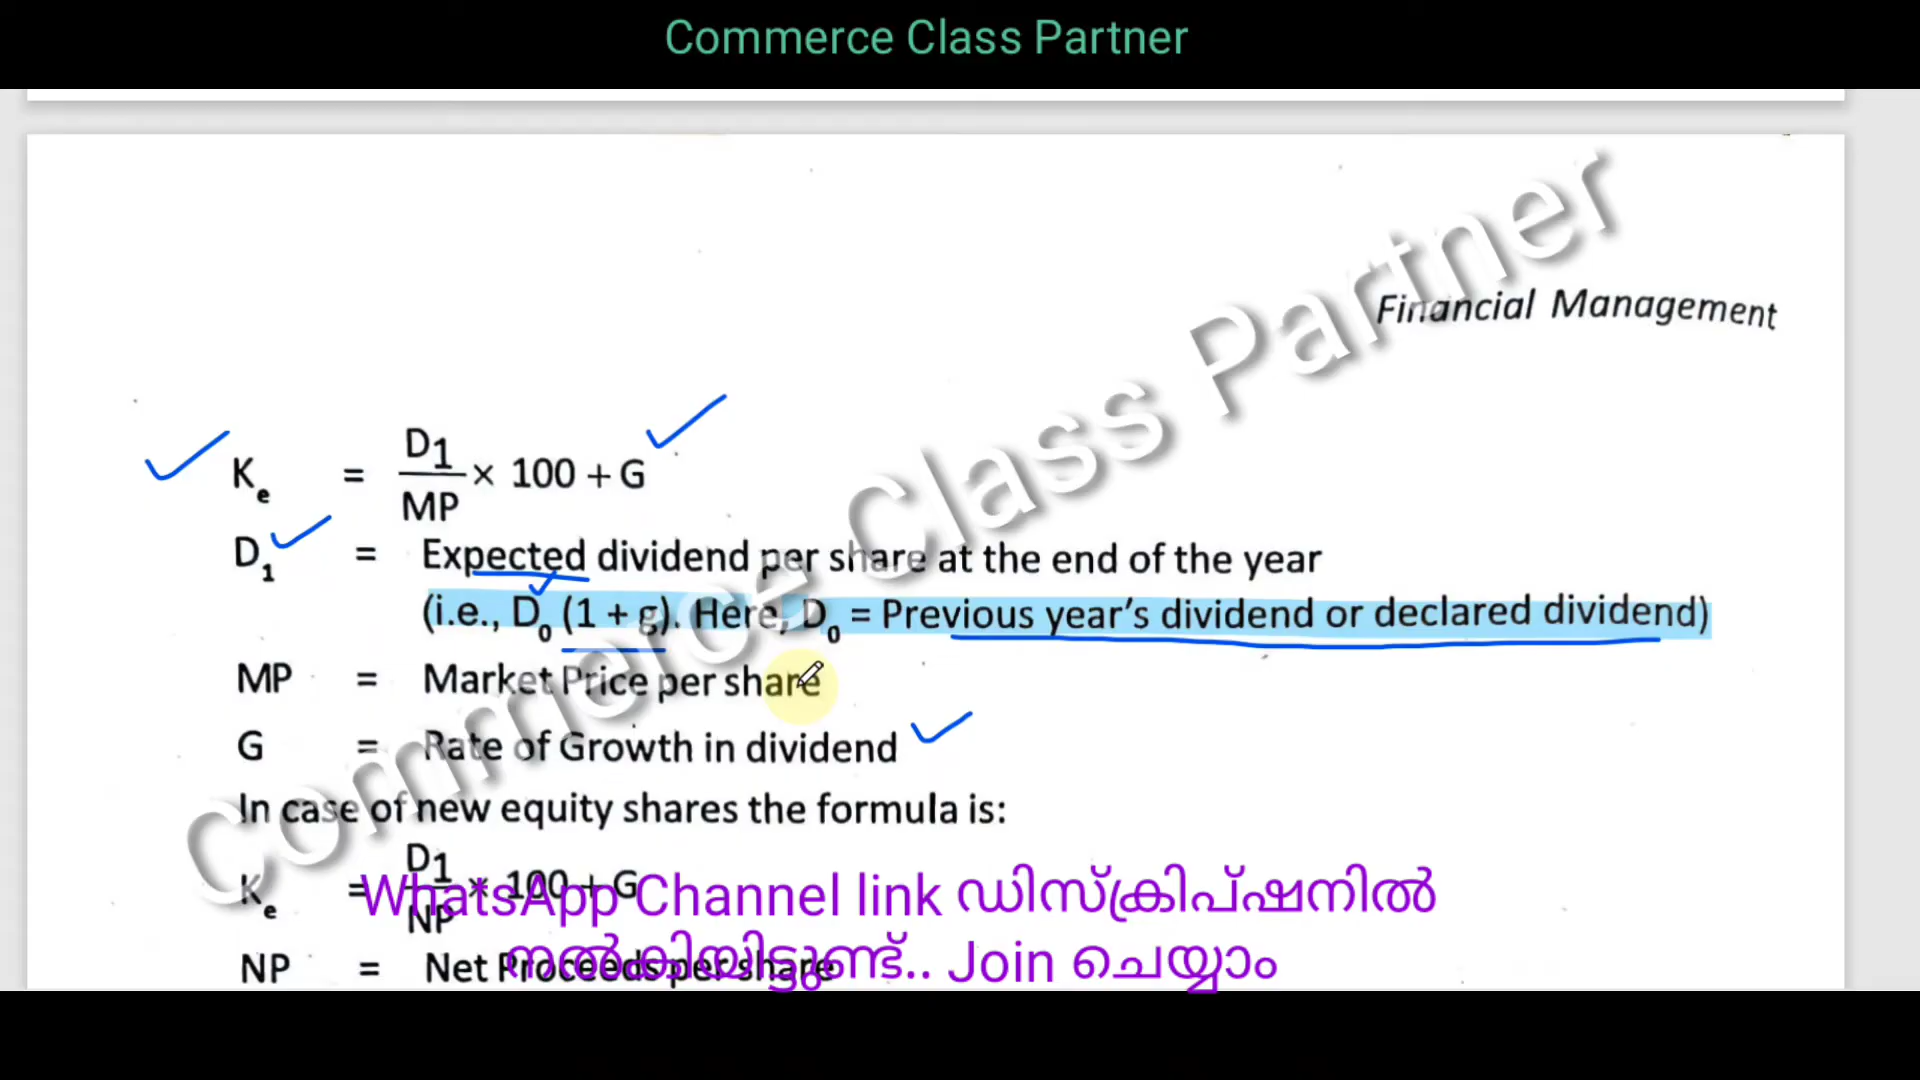 Commerce Class Partner
Commerce Class Partner
Financial Management
Ke = D1/MP × 100 + G
D1 = Expected dividend per share at the end of the year
(i.e., D0 (1 + g). Here, D0 = Previous year's dividend or declared dividend)
MP = Market Price per share
G = Rate of Growth in dividend
In case of new equity shares the formula is:
Ke = D1/NP × 100 + G
WhatsApp Channel link ഡിസ്ക്രിപ്ഷനിൽ
നൽകിയിട്ടുണ്ട്.. Join ചെയ്യാം
NP = Net Proceeds per share